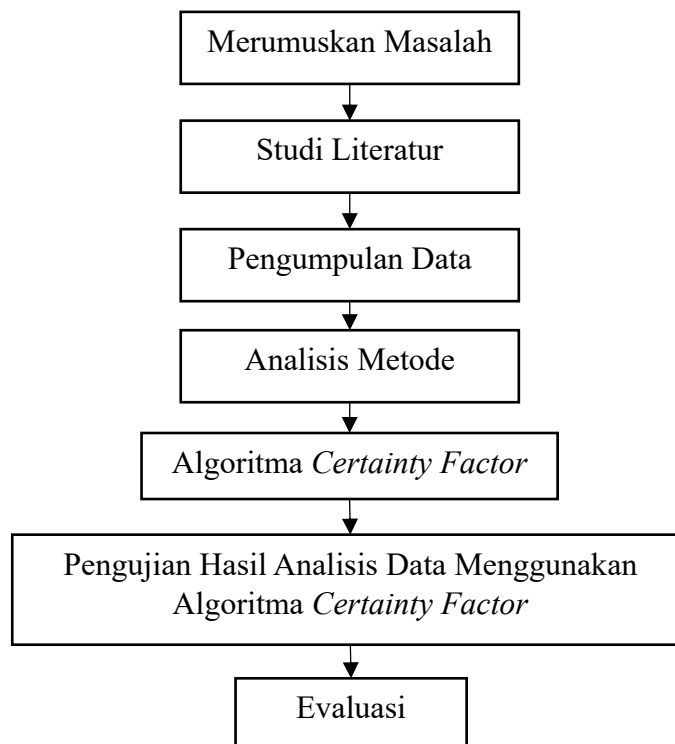 Merumuskan Masalah
Studi Literatur
Pengumpulan Data
Analisis Metode
Algoritma Certainty Factor
Pengujian Hasil Analisis Data Menggunakan
Algoritma Certainty Factor
Evaluasi